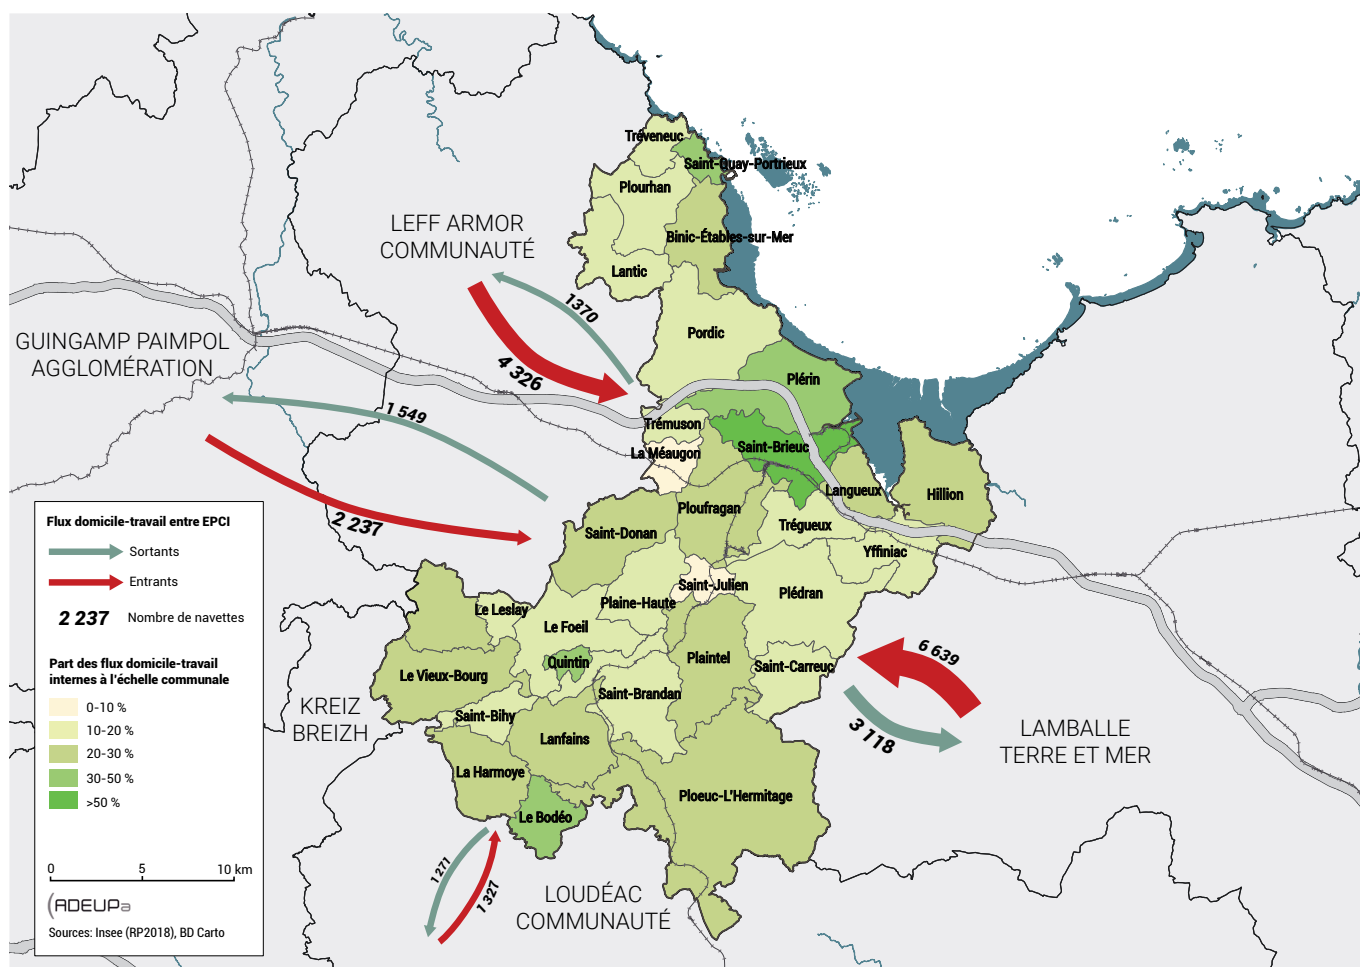 Tréveneuc
Saint-Quay-Portrieux
Plourhan
LEFF ARMOR
COMMUNAUTÉ
Binic-Étables-sur-Mer
Lantic
1370
Pordic
GUINGAMP PAIMPOL
AGGLOMÉRATION
4 326
Plérin
1 549
Trémuson
Saint-Brieuc
La Méaugon
Langueux
Hillion
Ploufragan
2 237
Saint-Donan
Trégueux
Yffiniac
Saint-Julien
Plédran
Plaine-Haute
Le Leslay
Le Foeil
Quintin
Plaintel
Saint-Carreuc
6 639
Le Vieux-Bourg
Saint-Brandan
KREIZ
BREIZH
Saint-Bihy
3 118
LAMBALLE
TERRE ET MER
Lanfains
La Harmoye
Ploeuc-L'Hermitage
Le Bodéo
1 271
1 327
LOUDÉAC
COMMUNAUTÉ
Flux domicile-travail entre EPCI
Sortants
Entrants
2 237 Nombre de navettes
Part des flux domicile-travail
internes à l'échelle communale
0-10 %
10-20 %
20-30 %
30-50 %
>50 %
0 5 10 km
ADEUPa
Sources: Insee (RP2018), BD Carto